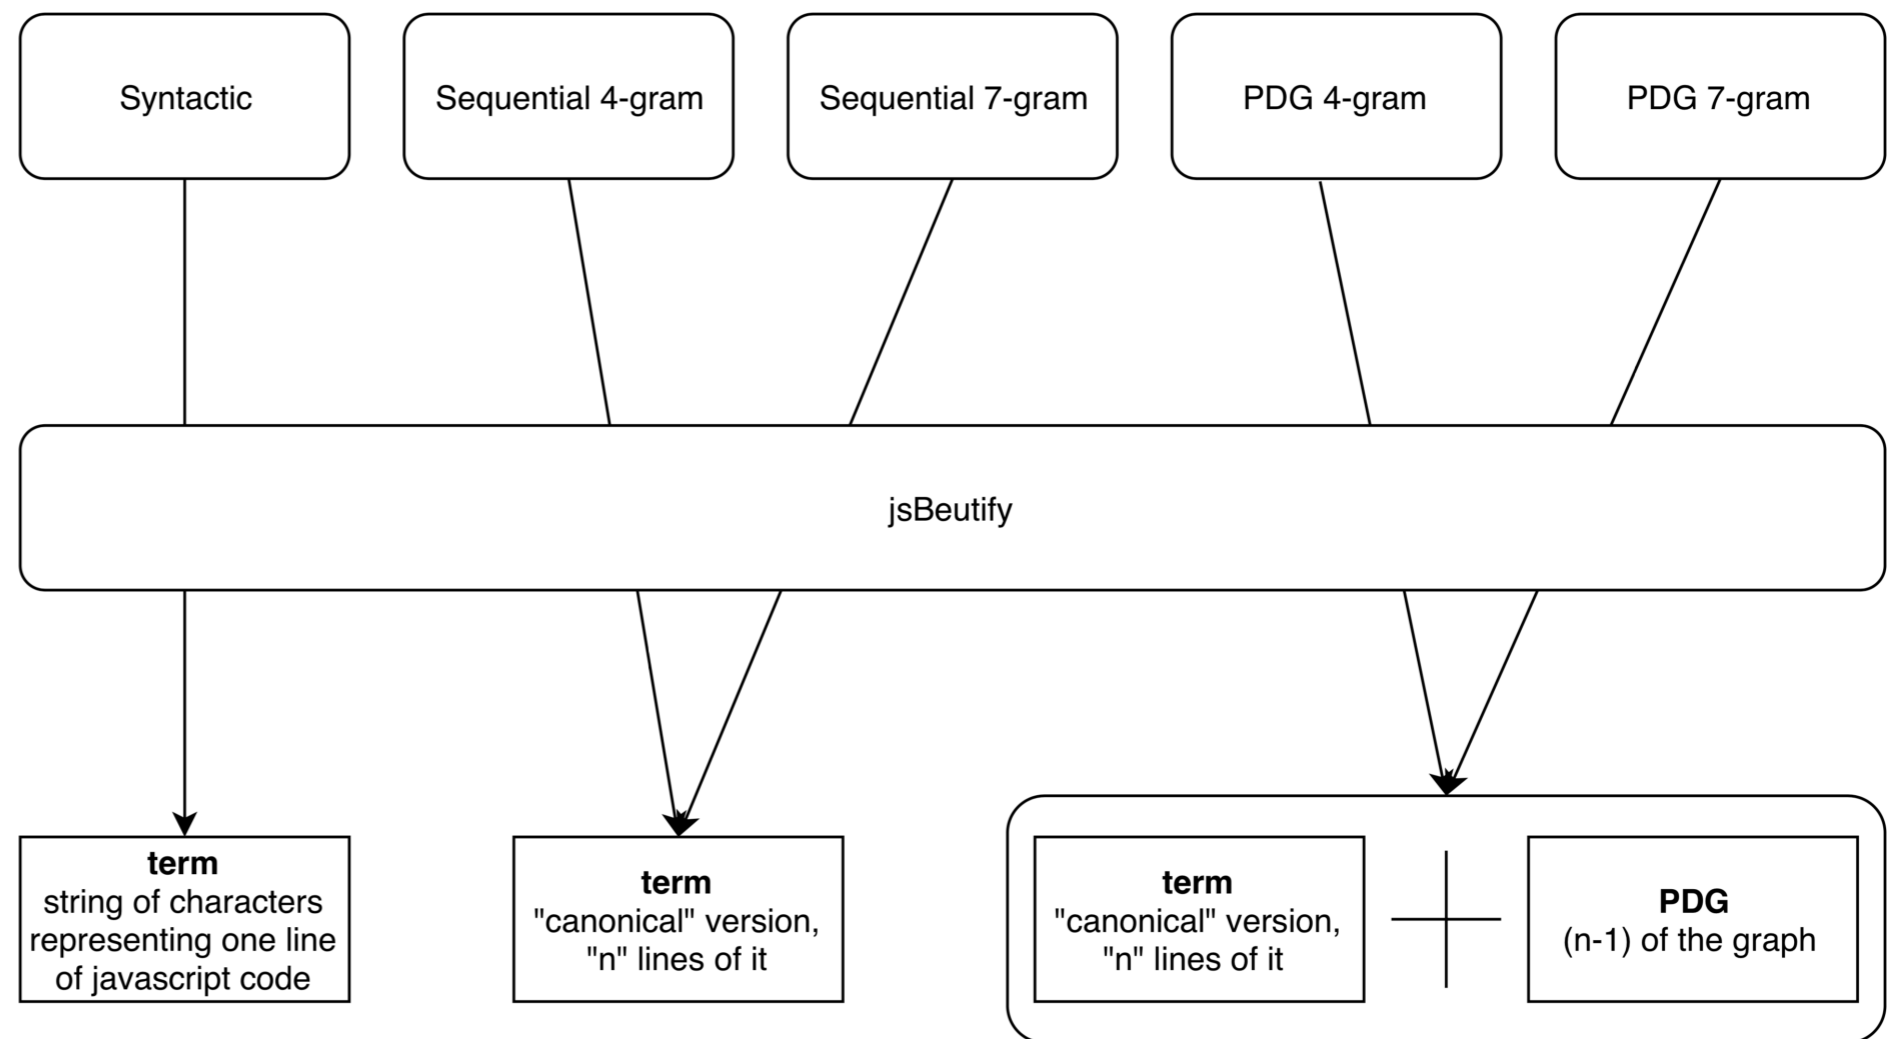 Syntactic
Sequential 4-gram
Sequential 7-gram
PDG 4-gram
PDG 7-gram
jsBeutify
term
string of characters
representing one line
of javascript code
term
"canonical" version,
"n" lines of it
term
"canonical" version,
"n" lines of it
PDG
(n-1) of the graph